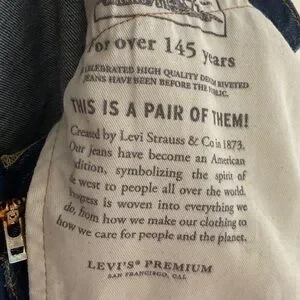 For over 145 years
CELEBRATED HIGH QUALITY DENIM RIVETED
JEANS HAVE BEEN BEFORE THE PUBLIC.
THIS IS A PAIR OF THEM!
Created by Levi Strauss & Co in 1873.
Our jeans have become an American
dition, symbolizing the spirit of
e west to people all over the world.
ogress is woven into everything we
do, from how we make our clothing to
how we care for people and the planet.
LEVI'S® PREMIUM
SAN FRANCISCO, CAL